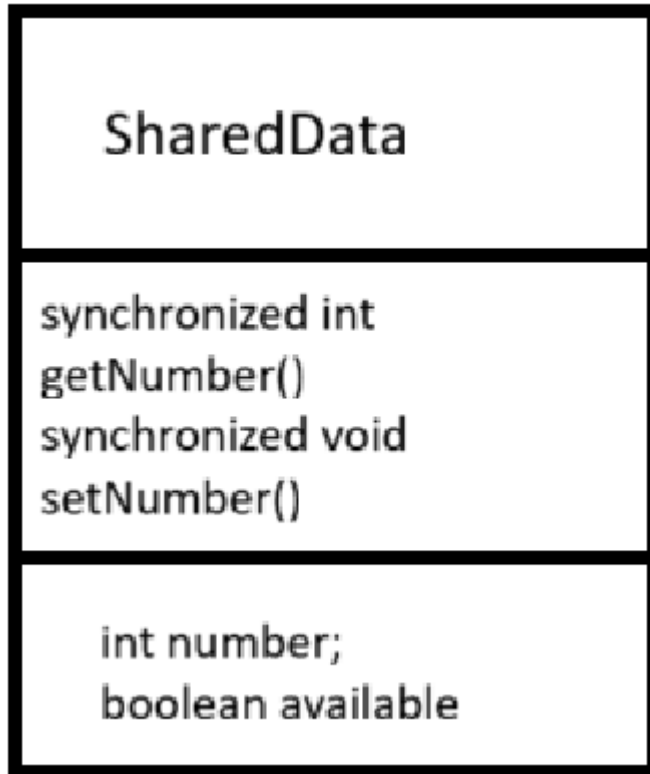 SharedData
synchronized int
getNumber()
synchronized void
setNumber()
int number;
boolean available